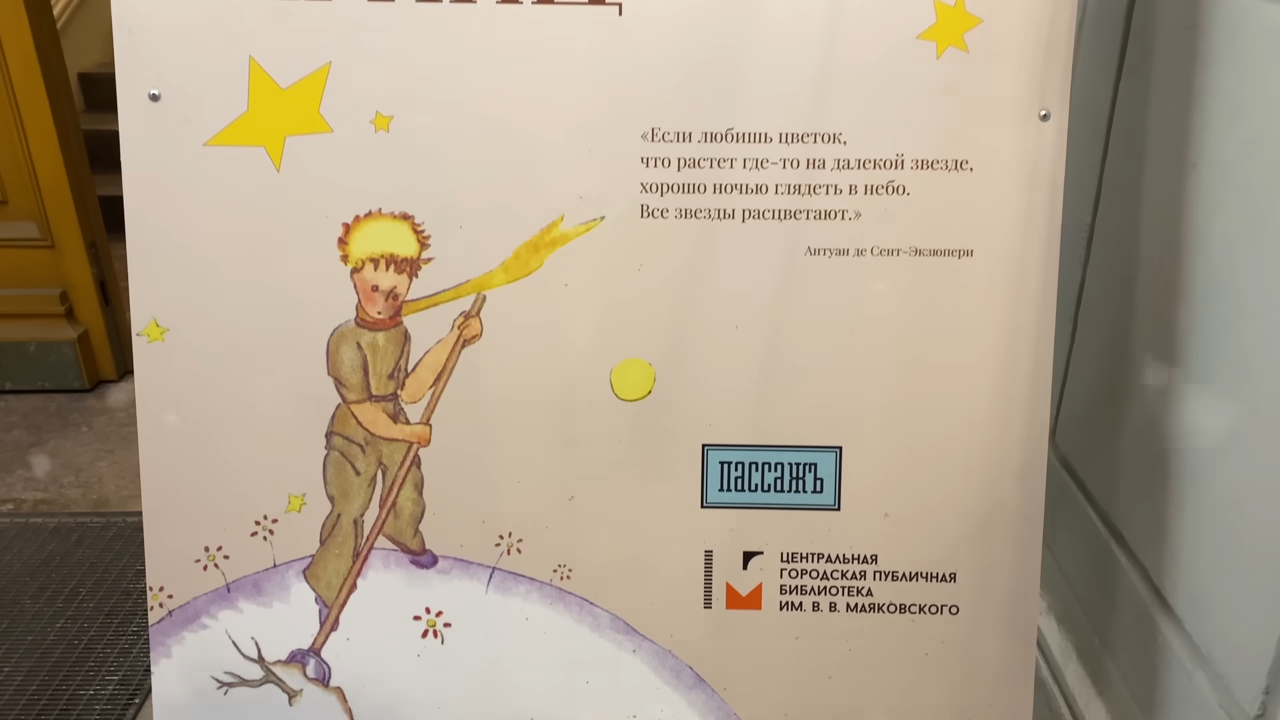 «Если любишь цветок,
что растет где-то на далекой звезде,
хорошо ночью глядеть в небо.
Все звезды расцветают.»
Антуан де Сент-Экзюпери
ПАССАЖЪ
ЦЕНТРАЛЬНАЯ
ГОРОДСКАЯ ПУБЛИЧНАЯ
БИБЛИОТЕКА
ИМ. В. В. МАЯКОВСКОГО